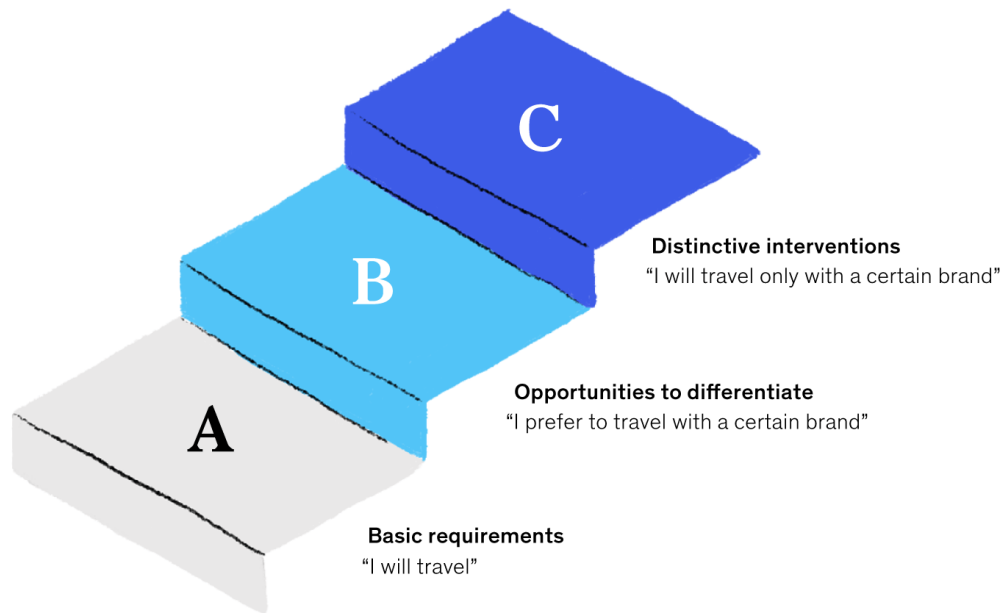 C
Distinctive interventions
“I will travel only with a certain brand”
B
Opportunities to differentiate
“I prefer to travel with a certain brand”
A
Basic requirements
“I will travel”